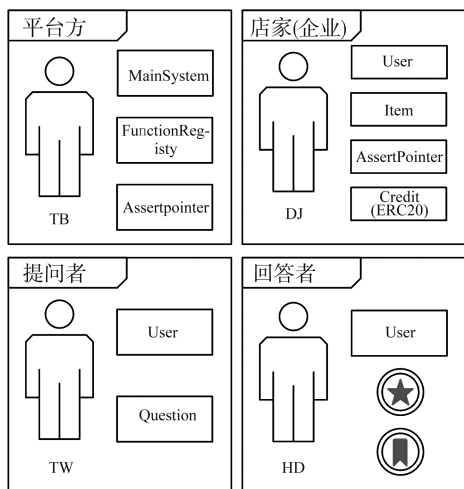 平台方
MainSystem
FunctionReg-
isty
Assertpointer
TB
店家(企业)
User
Item
AssertPointer
Credit
(ERC20)
DJ
提问者
User
Question
TW
回答者
User
HD